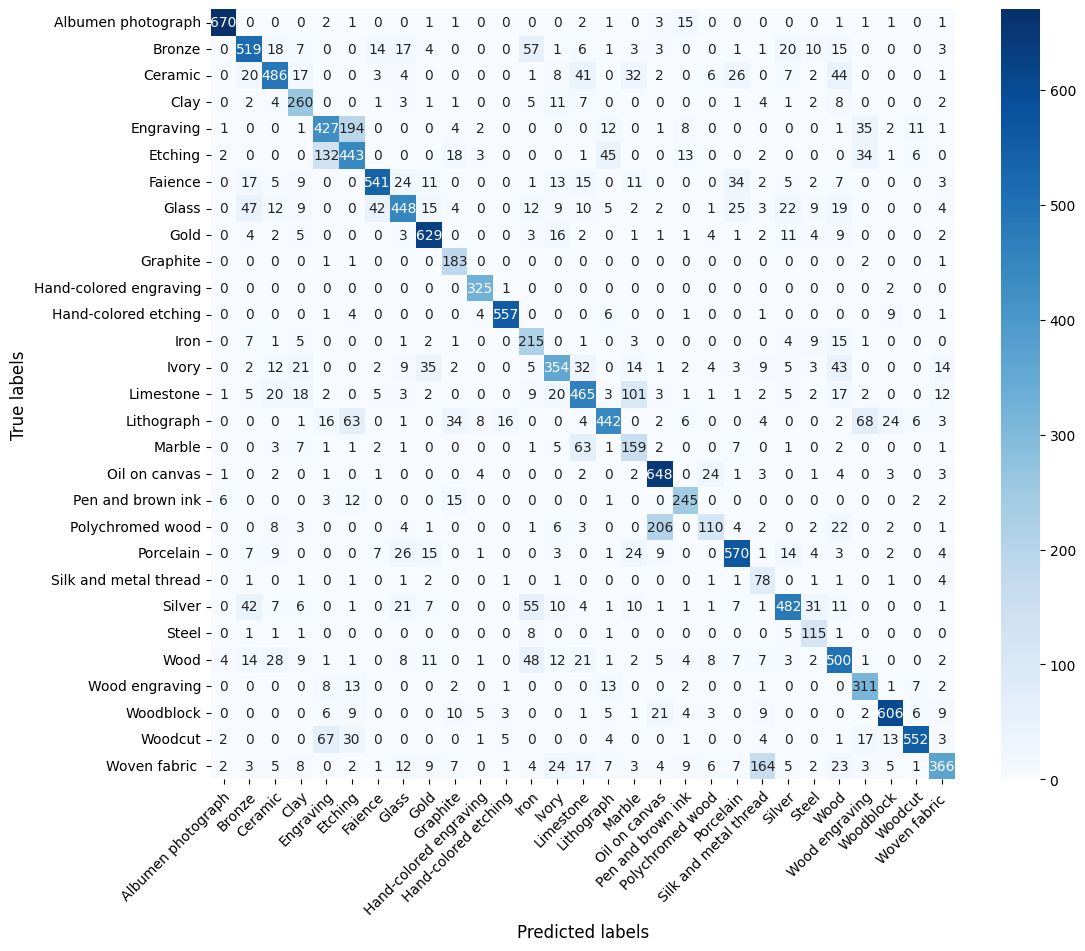 Albumen photograph 670 0 0 0 2 1 0 0 1 1 0 0 0 0 2 1 0 3 15 0 0 0 0 0 1 1 1 0 1
Bronze 0 519 18 7 0 0 14 17 4 0 0 0 57 1 6 1 3 3 0 0 1 1 20 10 15 0 0 0 3
Ceramic 0 20 486 17 0 0 3 4 0 0 0 0 1 8 41 0 32 2 0 6 26 0 7 2 44 0 0 0 1
Clay 0 2 4 260 0 0 1 3 1 1 0 0 5 11 7 0 0 0 0 0 1 4 1 2 8 0 0 0 2
Engraving 1 0 0 1 427 194 0 0 0 4 2 0 0 0 0 12 0 1 8 0 0 0 0 0 1 35 2 11 1
Etching 2 0 0 0 132 443 0 0 0 18 3 0 0 0 1 45 0 0 13 0 0 2 0 0 0 34 1 6 0
Faience 0 17 5 9 0 0 541 24 11 0 0 0 1 13 15 0 11 0 0 0 34 2 5 2 7 0 0 0 3
Glass 0 47 12 9 0 0 42 448 15 4 0 0 12 9 10 5 2 2 0 1 25 3 22 9 19 0 0 0 4
Gold 0 4 2 5 0 0 0 3 629 0 0 0 3 16 2 0 1 1 1 4 1 2 11 4 9 0 0 0 2
Graphite 0 0 0 0 1 1 0 0 0 183 0 0 0 0 0 0 0 0 0 0 0 0 0 0 0 2 0 0 1
Hand-colored engraving 0 0 0 0 0 0 0 0 0 0 325 1 0 0 0 0 0 0 0 0 0 0 0 0 0 0 2 0 0
Hand-colored etching 0 0 0 0 1 4 0 0 0 0 4 557 0 0 0 6 0 0 1 0 0 1 0 0 0 0 9 0 1
Iron 0 7 1 5 0 0 0 1 2 1 0 0 215 0 1 0 3 0 0 0 0 0 4 9 15 1 0 0 0
Ivory 0 2 12 21 0 0 2 9 35 2 0 0 5 354 32 0 14 1 2 4 3 9 5 3 43 0 0 0 14
Limestone 1 5 20 18 2 0 5 3 2 0 0 0 9 20 465 3 101 3 1 1 1 2 5 2 17 2 0 0 12
Lithograph 0 0 0 1 16 63 0 1 0 34 8 16 0 0 4 442 0 2 6 0 0 4 0 0 2 68 24 6 3
Marble 0 0 3 7 1 1 2 1 0 0 0 0 1 5 63 1 159 2 0 0 7 0 1 0 2 0 0 0 1
Oil on canvas 1 0 2 0 1 0 1 0 0 0 4 0 0 0 2 0 2 648 0 24 1 3 0 1 4 0 3 0 3
Pen and brown ink 6 0 0 0 3 12 0 0 0 15 0 0 0 0 0 1 0 0 245 0 0 0 0 0 0 0 0 2 2
Polychromed wood 0 0 8 3 0 0 0 4 1 0 0 0 1 6 3 0 0 206 0 110 4 2 0 2 22 0 2 0 1
Porcelain 0 7 9 0 0 0 7 26 15 0 1 0 0 3 0 1 24 9 0 0 570 1 14 4 3 0 2 0 4
Silk and metal thread 0 1 0 1 0 1 0 1 2 0 0 1 0 1 0 0 0 0 0 1 1 78 0 1 1 0 1 0 4
Silver 0 42 7 6 0 1 0 21 7 0 0 0 55 10 4 1 10 1 1 1 7 1 482 31 11 0 0 0 1
Steel 0 1 1 1 0 0 0 0 0 0 0 0 8 0 0 1 0 0 0 0 0 0 5 115 1 0 0 0 0
Wood 4 14 28 9 1 1 0 8 11 0 1 0 48 12 21 1 2 5 4 8 7 7 3 2 500 1 0 0 2
Wood engraving 0 0 0 0 8 13 0 0 0 2 0 1 0 0 0 13 0 0 2 0 0 1 0 0 0 311 1 7 2
Woodblock 0 0 0 0 6 9 0 0 0 10 5 3 0 0 1 5 1 21 4 3 0 9 0 0 0 2 606 6 9
Woodcut 2 0 0 0 67 30 0 0 0 0 1 5 0 0 0 4 0 0 1 0 0 4 0 0 1 17 13 552 3
Woven fabric 2 3 5 8 0 2 1 12 9 7 0 1 4 24 17 7 3 4 9 6 7 164 5 2 23 3 5 1 366
True labels
Albumen photograph
Bronze
Ceramic
Clay
Engraving
Etching
Faience
Glass
Gold
Graphite
Hand-colored engraving
Hand-colored etching
Iron
Ivory
Limestone
Lithograph
Marble
Oil on canvas
Pen and brown ink
Polychromed wood
Porcelain
Silk and metal thread
Silver
Steel
Wood
Wood engraving
Woodblock
Woodcut
Woven fabric
Predicted labels
600
500
400
300
200
100
0